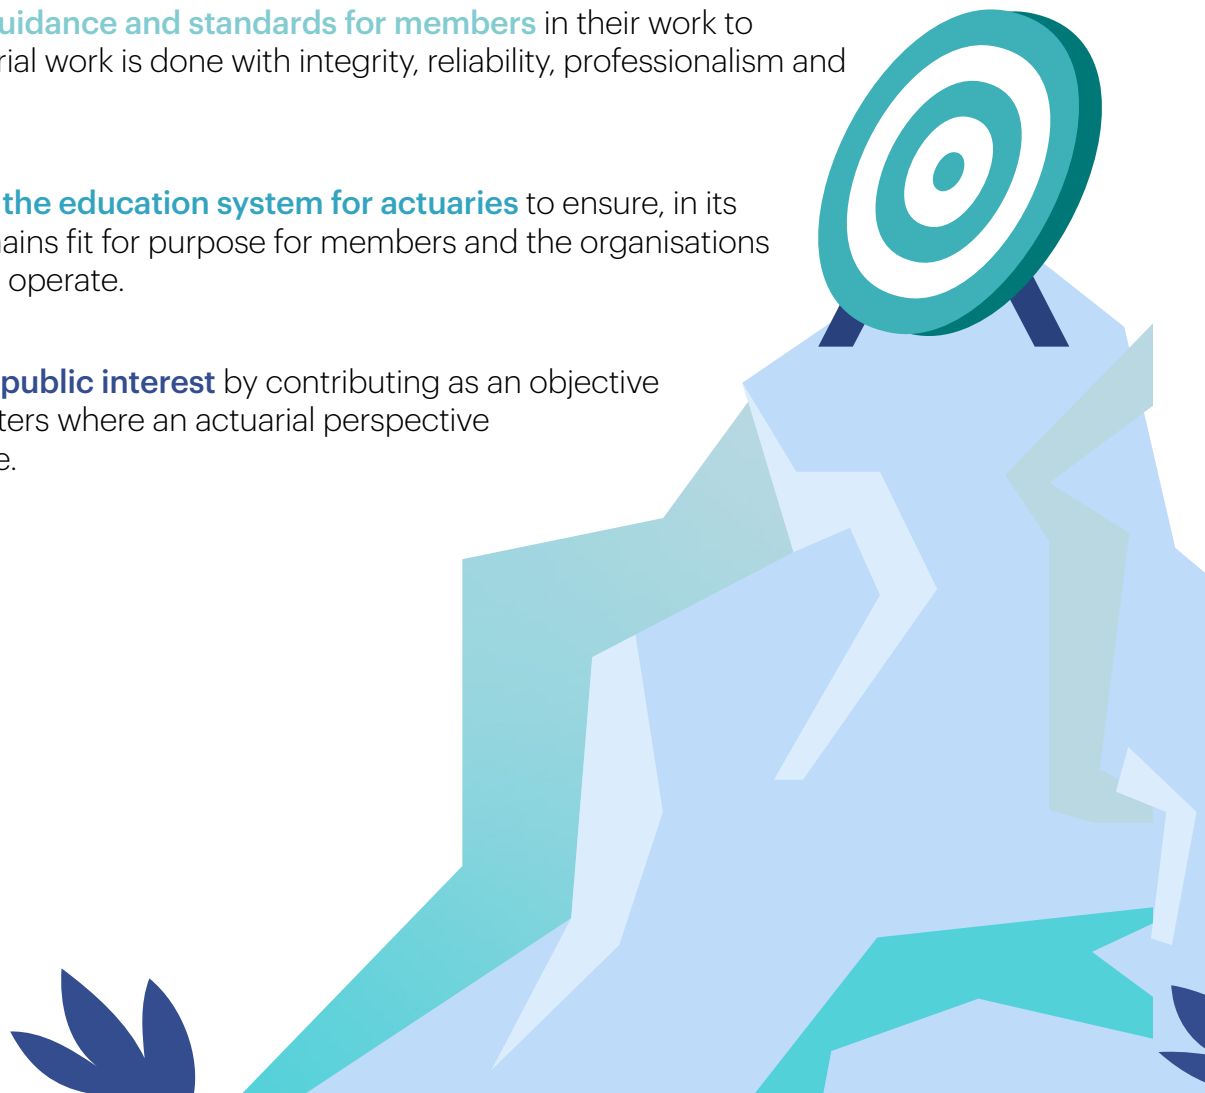 uidance and standards for members in their work to
rial work is done with integrity, reliability, professionalism and
the education system for actuaries to ensure, in its
ains fit for purpose for members and the organisations
operate.
public interest by contributing as an objective
ters where an actuarial perspective
e.